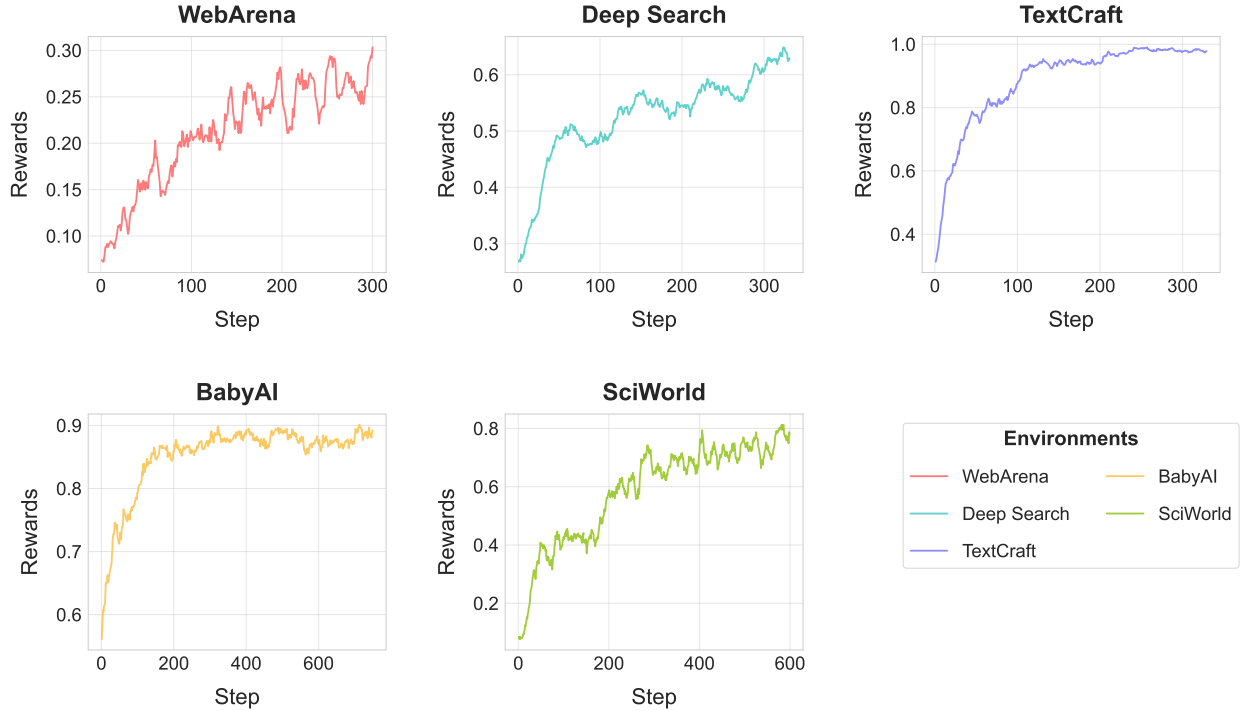 WebArena
Deep Search
TextCraft
Rewards
0.30
0.25
0.20
0.15
0.10
0 100 200 300
Step
Rewards
0.6
0.5
0.4
0.3
0 100 200 300
Step
Rewards
1.0
0.8
0.6
0.4
0 100 200 300
Step
BabyAI
SciWorld
Rewards
0.9
0.8
0.7
0.6
0 200 400 600
Step
Rewards
0.8
0.6
0.4
0.2
0 200 400 600
Step
Environments
WebArena
Deep Search
TextCraft
BabyAI
SciWorld